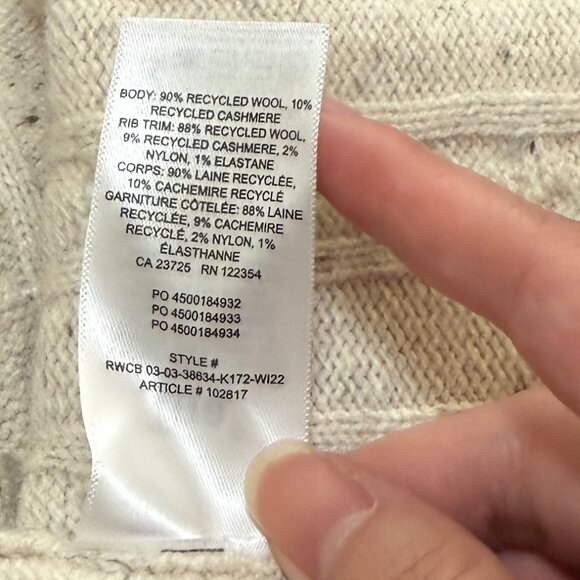 BODY: 90% RECYCLED WOOL, 10%
RECYCLED CASHMERE
RIB TRIM: 88% RECYCLED WOOL,
9% RECYCLED CASHMERE, 2%
NYLON, 1% ELASTANE
CORPS: 90% LAINE RECYCLÉE,
10% CACHEMIRE RECYCLÉ
GARNITURE CÔTELÉE: 88% LAINE
RECYCLÉE, 9% CACHEMIRE
RECYCLÉ, 2% NYLON, 1%
ÉLASTHANNE
CA 23725 RN 122354
PO 4500184932
PO 4500184933
PO 4500184934
STYLE #
RWCB 03-03-38634-K172-WI22
ARTICLE # 102817